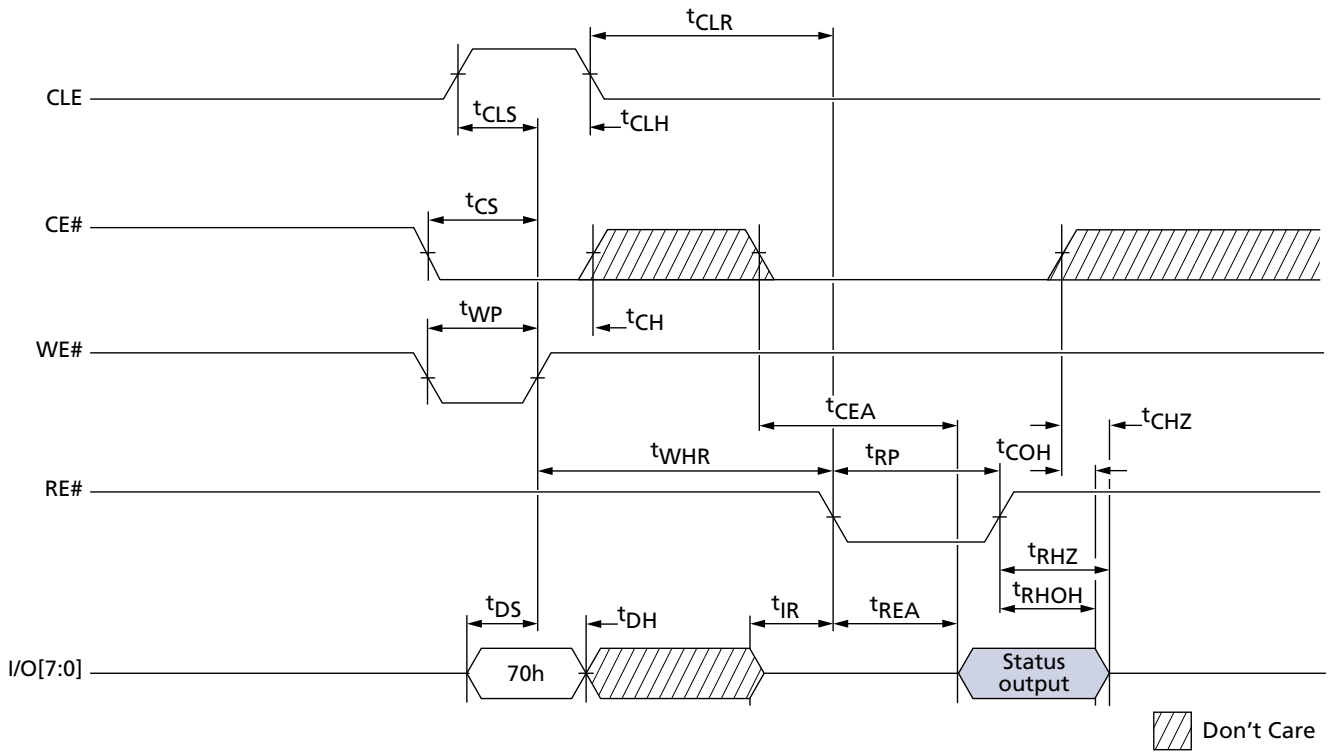 tCLR
CLE
tCLS
tCLH
tCS
CE#
tWP
tCH
WE#
tCEA
tCHZ
tWHR
tRP
tCOH
RE#
tRHZ
tRHOH
tDS
tDH
tIR
tREA
I/O[7:0]
70h
Status
output
Don't Care